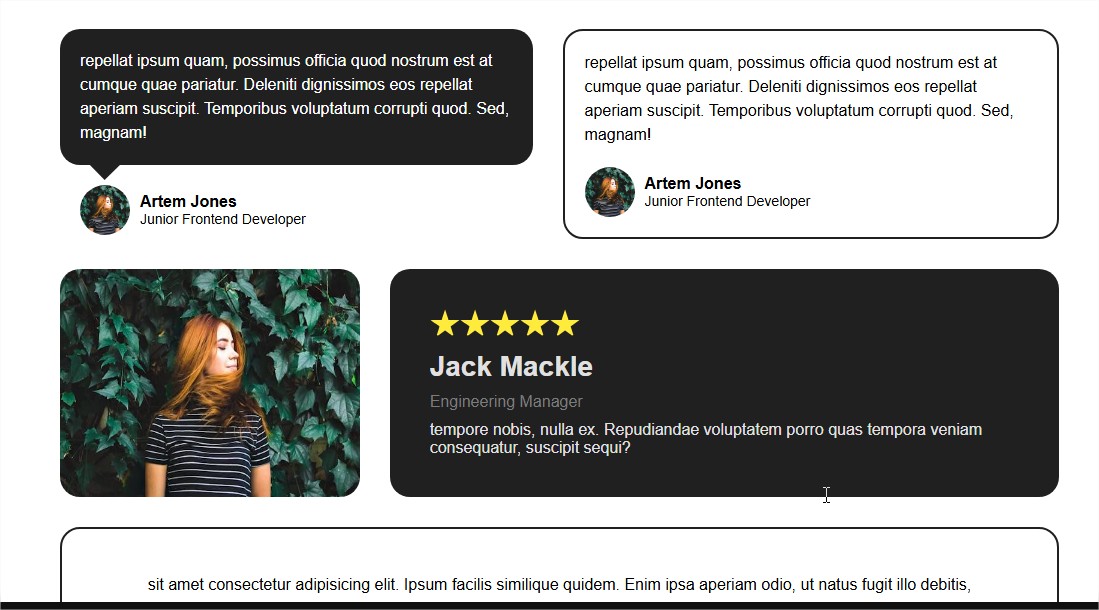 repellat ipsum quam, possimus officia quod nostrum est at
cumque quae pariatur. Deleniti dignissimos eos repellat
aperiam suscipit. Temporibus voluptatum corrupti quod. Sed,
magnam!
Artem Jones
Junior Frontend Developer
repellat ipsum quam, possimus officia quod nostrum est at
cumque quae pariatur. Deleniti dignissimos eos repellat
aperiam suscipit. Temporibus voluptatum corrupti quod. Sed,
magnam!
Artem Jones
Junior Frontend Developer
Jack Mackle
Engineering Manager
tempore nobis, nulla ex. Repudiandae voluptatem porro quas tempora veniam
consequatur, suscipit sequi?
sit amet consectetur adipisicing elit. Ipsum facilis similique quidem. Enim ipsa aperiam odio, ut natus fugit illo debitis,